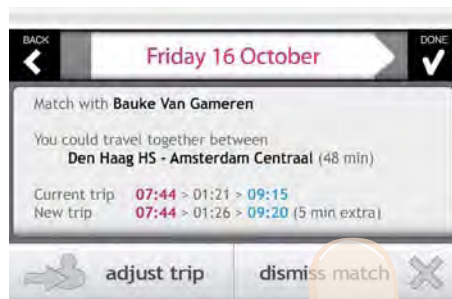 BACK
Friday 16 October
DONE
Match with Bauke Van Gameren
You could travel together between
Den Haag HS - Amsterdam Centraal (48 min)
Current trip 07:44 > 01:21 > 09:15
New trip 07:44 > 01:26 > 09:20 (5 min extra)
adjust trip
dismiss match